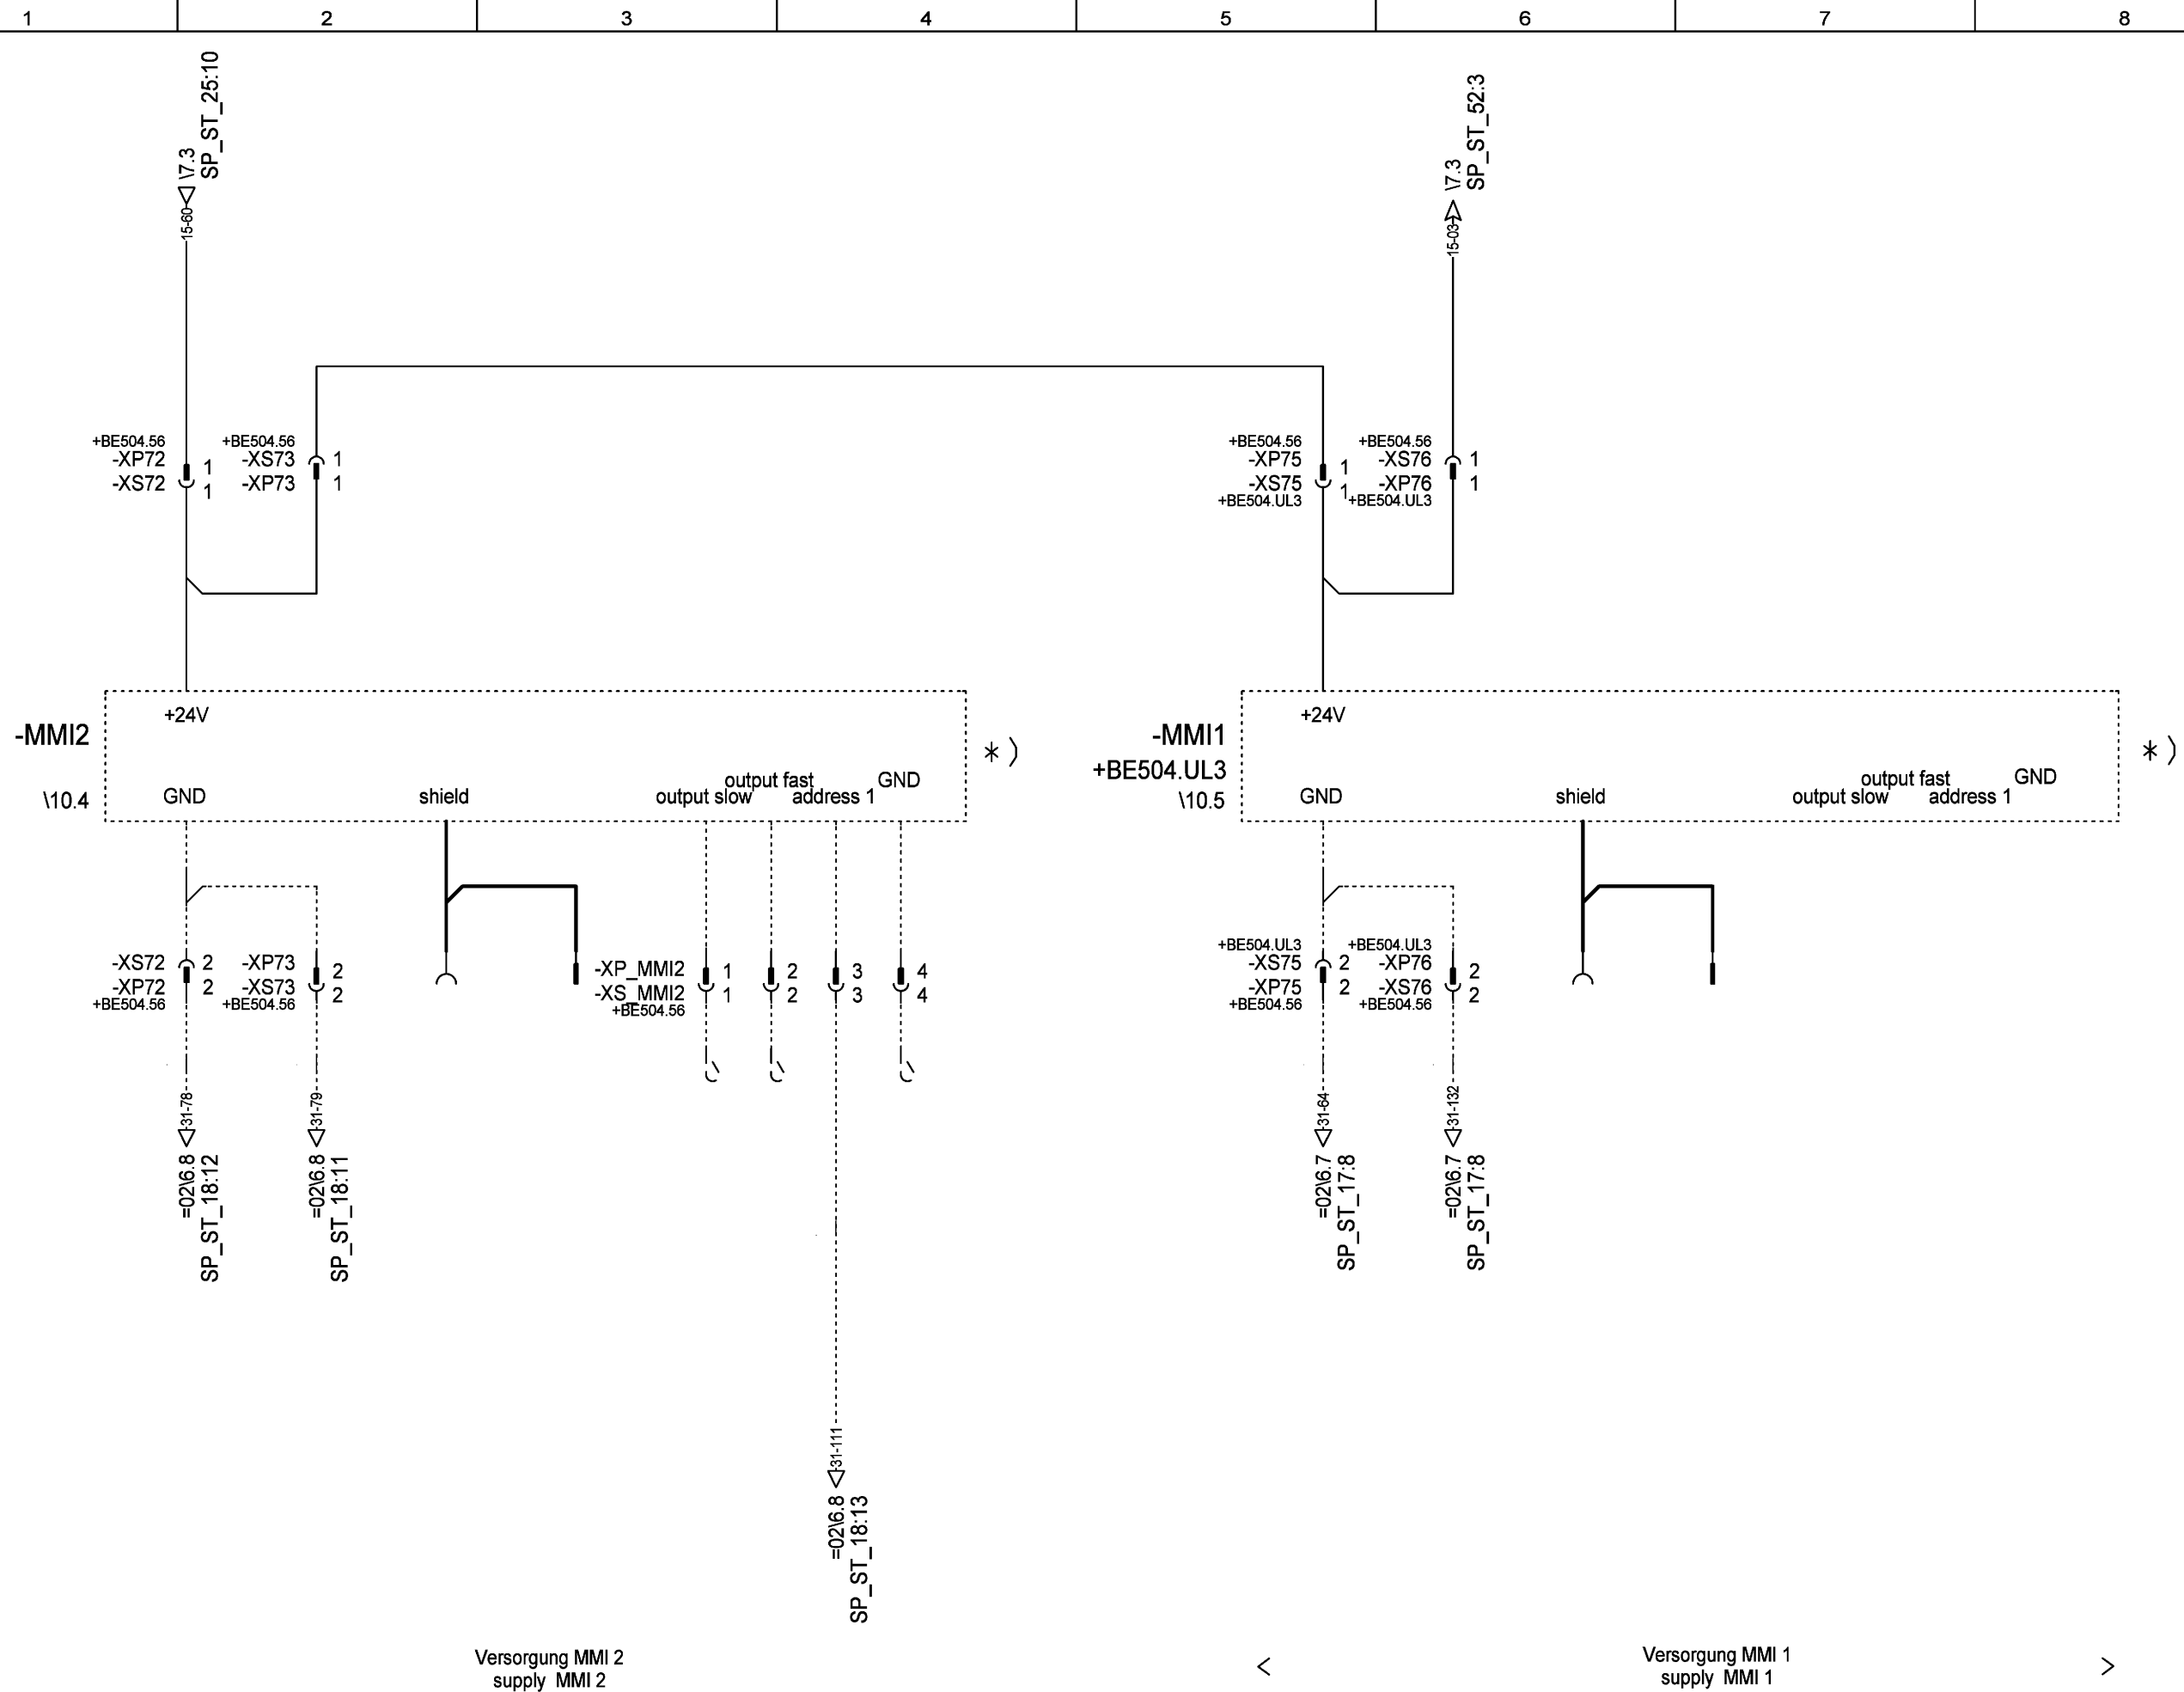 1 2 3 4 5 6 7 8
\7.3
SP_ST_25:10
15-60
\7.3
SP_ST_52:3
15-03
+BE504.56
-XP72 1
-XS72 1
+BE504.56
-XS73 1
-XP73 1
+BE504.56
-XP75 1
-XS75 1
+BE504.UL3
+BE504.56
-XS76 1
-XP76 1
+BE504.UL3
-MMI2
\10.4
+24V
GND
shield
output slow
output fast
address 1
GND
*)
-MMI1
+BE504.UL3
\10.5
+24V
GND
shield
output slow
output fast
address 1
GND
*)
-XS72 2
-XP72 2
+BE504.56
-XP73 2
-XS73 2
+BE504.56
-XP_MMI2 1 2 3 4
-XS_MMI2 1 2 3 4
+BE504.56
+BE504.UL3
-XS75 2
-XP75 2
+BE504.56
+BE504.UL3
-XP76 2
-XS76 2
+BE504.56
31-78
=02\6.8
SP_ST_18:12
31-79
=02\6.8
SP_ST_18:11
31-111
=02\6.8
SP_ST_18:13
31-64
=02\6.7
SP_ST_17:8
31-132
=02\6.7
SP_ST_17:8
Versorgung MMI 2
supply MMI 2
<
Versorgung MMI 1
supply MMI 1
>